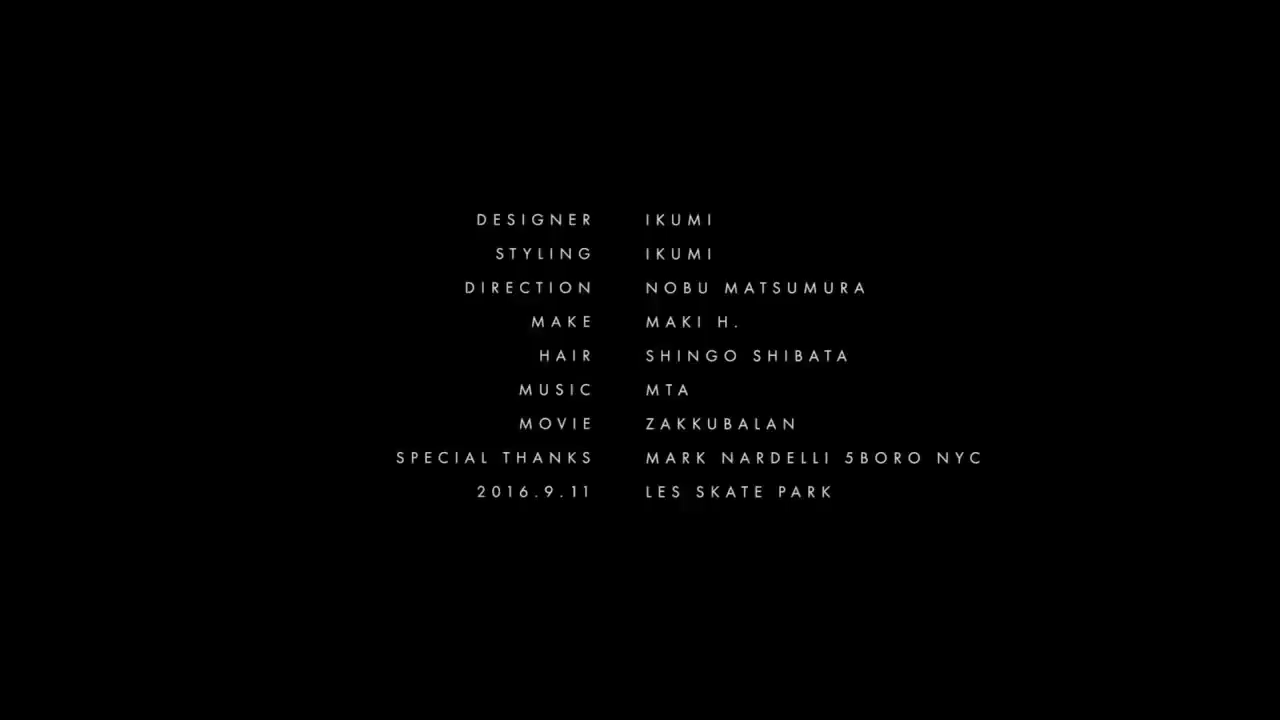 DESIGNER IKUMI
STYLING IKUMI
DIRECTION NOBU MATSUMURA
MAKE MAKI H.
HAIR SHINGO SHIBATA
MUSIC MTA
MOVIE ZAKKUBALAN
SPECIAL THANKS MARK NARDELLI 5BORO NYC
2016.9.11 LES SKATE PARK